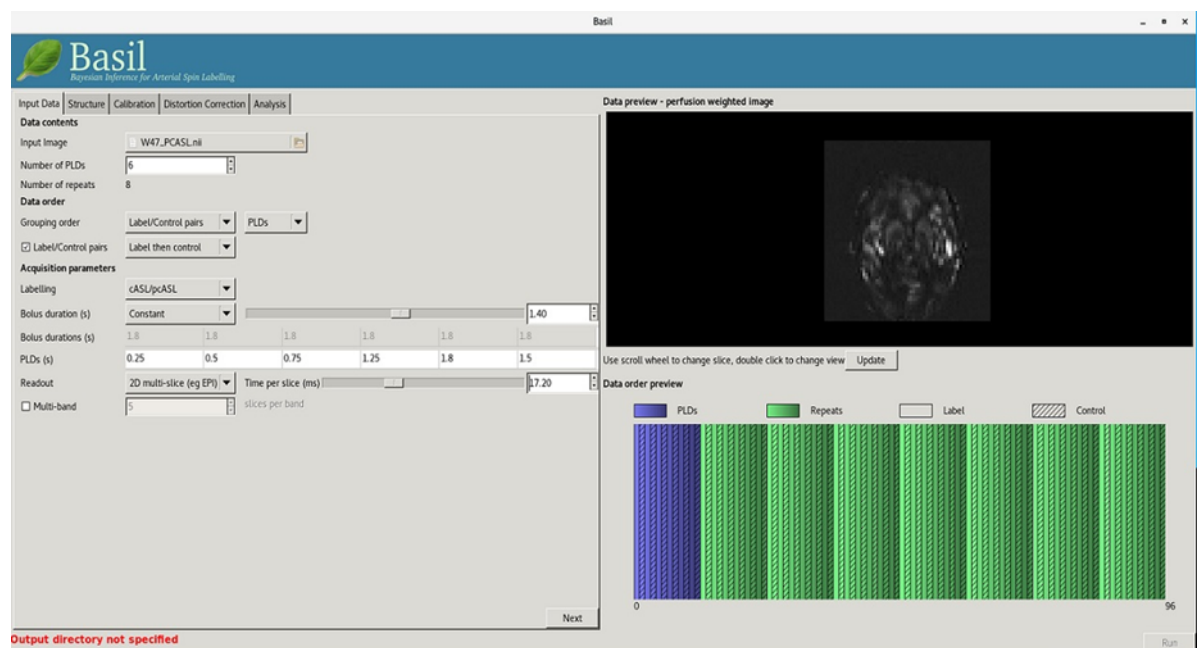 Basil
Basil
Bayesian Inference for Arterial Spin Labelling
Input Data Structure Calibration Distortion Correction Analysis
Data contents
Input Image W47_PCASL.nii
Number of PLDs 6
Number of repeats 8
Data order
Grouping order Label/Control pairs PLDs
Label/Control pairs Label then control
Acquisition parameters
Labelling cASL/pcASL
Bolus duration (s) Constant 1.40
Bolus durations (s) 1.8 1.8 1.8 1.8 1.8 1.8
PLDs (s) 0.25 0.5 0.75 1.25 1.8 1.5
Readout 2D multi-slice (eg EPI) Time per slice (ms) 17.20
Multi-band 5 slices per band
Next
Output directory not specified
Data preview - perfusion weighted image
Use scroll wheel to change slice, double click to change view Update
Data order preview
PLDs Repeats Label Control
0 96
Run